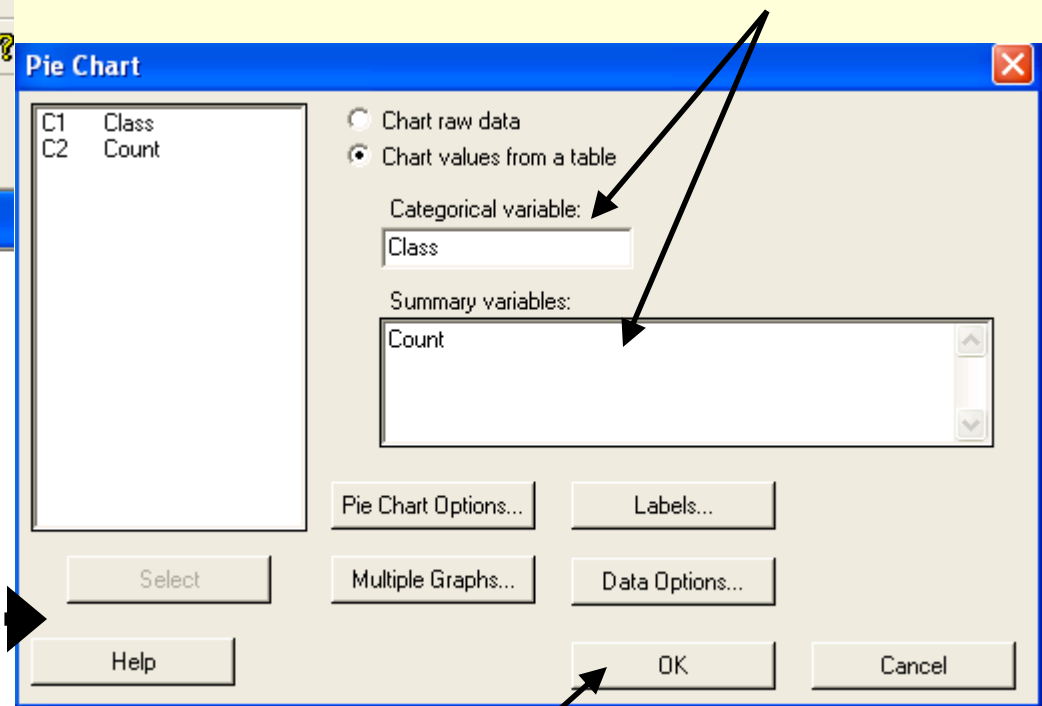 ?
Pie Chart
C1 Class
C2 Count
Chart raw data
Chart values from a table
Categorical variable:
Class
Summary variables:
Count
Pie Chart Options...
Labels...
Select
Multiple Graphs...
Data Options...
Help
OK
Cancel